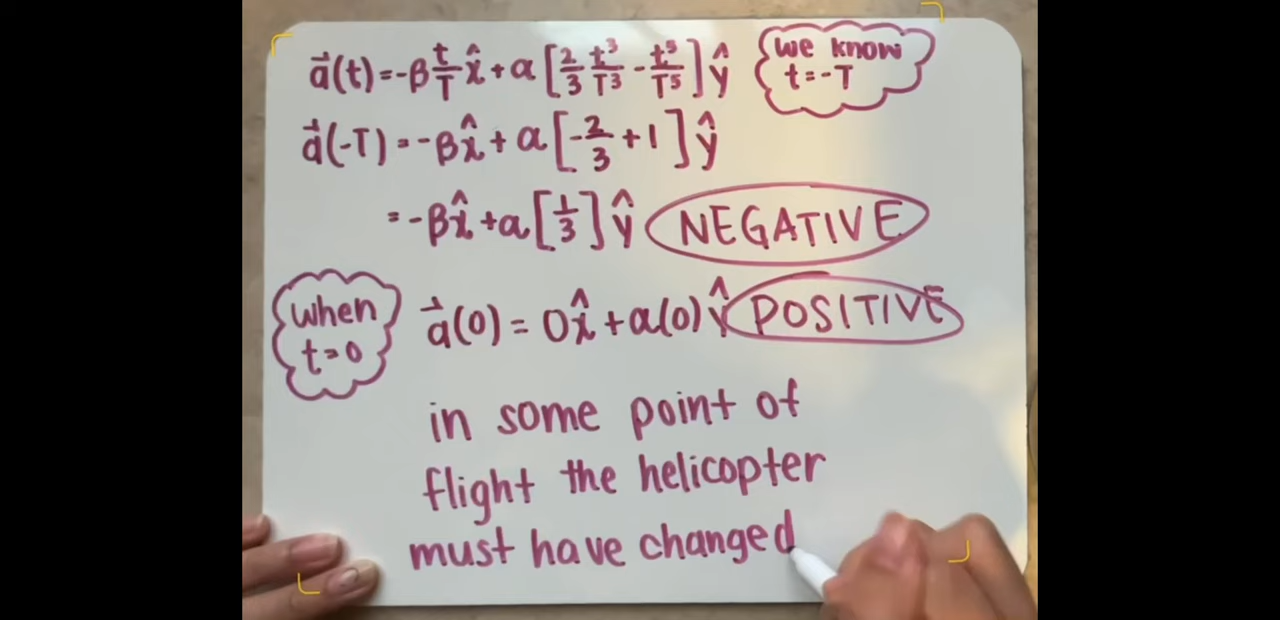 a⃗(t) = -β t/T x̂ + α [2/3 t³/T³ - t⁵/T⁵] ŷ
we know
t = -T
a⃗(-T) = -βx̂ + α [-2/3 + 1] ŷ
= -βx̂ + α [1/3] ŷ NEGATIVE
when
t = 0
a⃗(0) = 0x̂ + α(0) ŷ POSITIVE
in some point of
flight the helicopter
must have changed